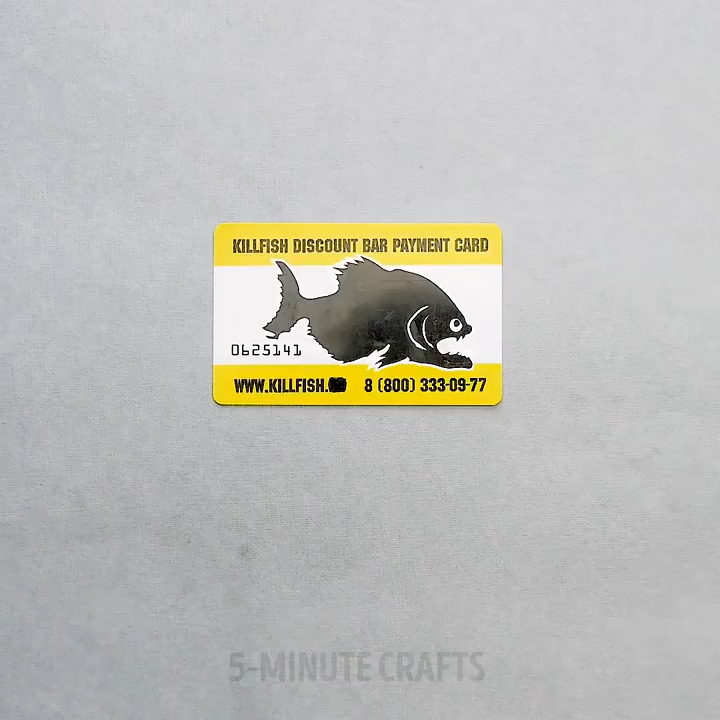 KILLFISH DISCOUNT BAR PAYMENT CARD
0625141
WWW.KILLFISH. 8 (800) 333-09-77
5-MINUTE CRAFTS